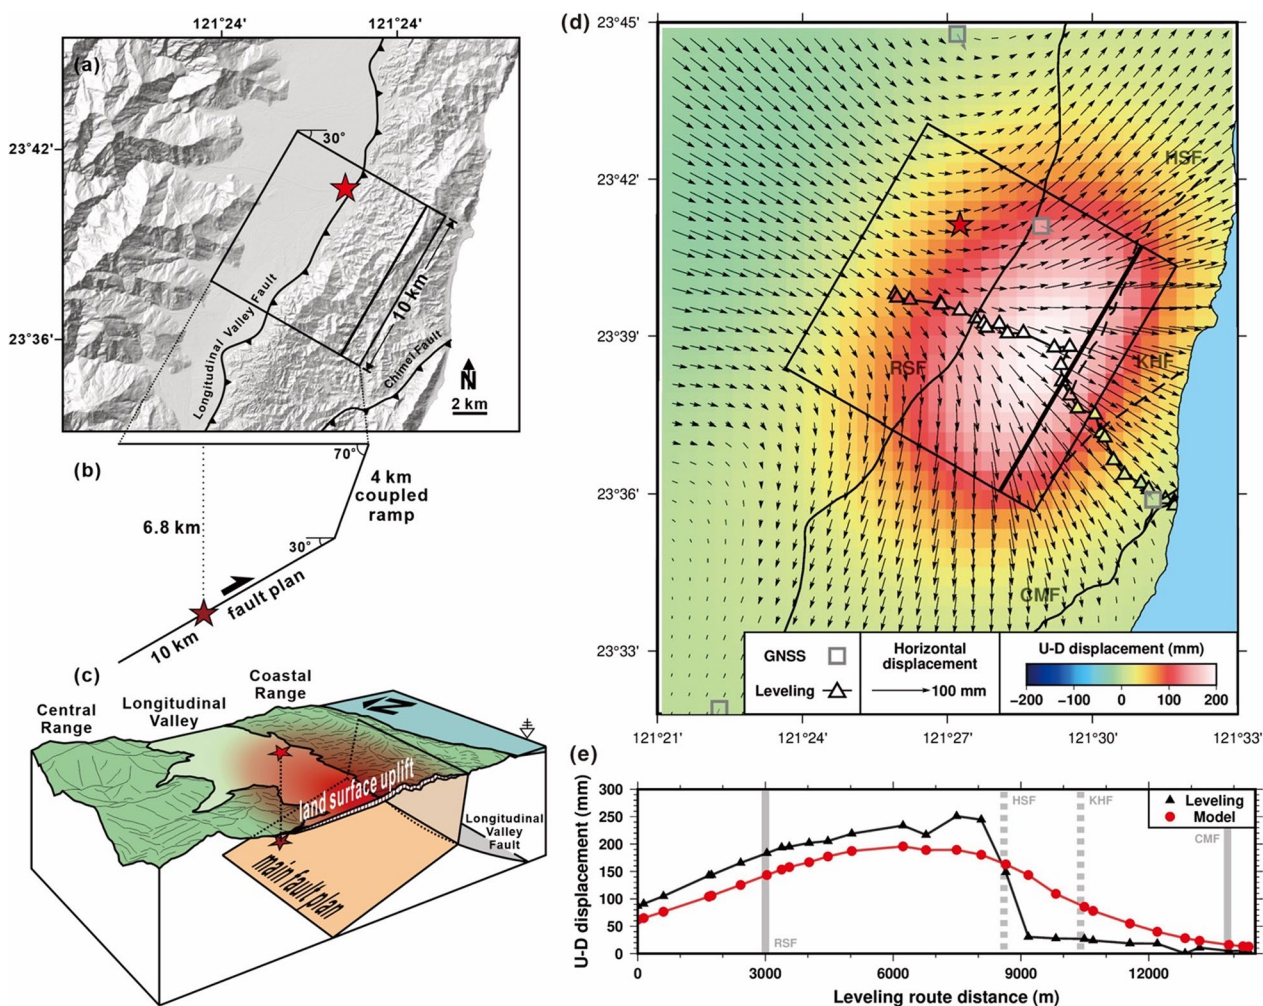 121°24'
121°24'
(a)
30°
23°42'
10 km
Longitudinal Valley Fault
23°36'
Chimei Fault
N
2 km
(b)
70°
4 km
coupled
ramp
6.8 km
30°
fault plan
10 km
(c)
Coastal
Range
Longitudinal
Valley
Central
Range
N
land surface uplift
Longitudinal
Valley
Fault
main fault plan
(d)
23°45'
HSF
23°42'
23°39'
RSF
KHF
23°36'
CMF
23°33'
GNSS
Leveling
Horizontal
displacement
100 mm
U-D displacement (mm)
−200 −100 0 100 200
121°21' 121°24' 121°27' 121°30' 121°33'
(e)
U-D displacement (mm)
300
250
200
150
100
50
0
HSF
KHF
Leveling
Model
CMF
RSF
0 3000 6000 9000 12000
Leveling route distance (m)